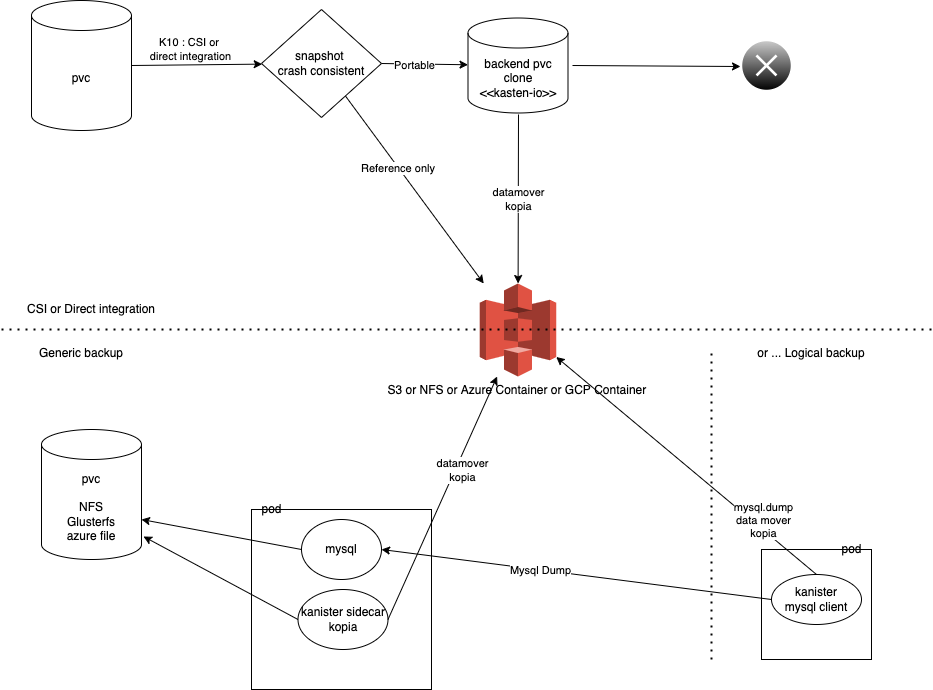 pvc
K10 : CSI or
direct integration
snapshot
crash consistent
Portable
backend pvc
clone
<<kasten-io>>
Reference only
datamover
kopia
CSI or Direct integration
Generic backup
or ... Logical backup
S3 or NFS or Azure Container or GCP Container
pvc
NFS
Glusterfs
azure file
datamover
kopia
pod
mysql
kanister sidecar
kopia
Mysql Dump
mysql.dump
data mover
kopia
pod
kanister
mysql client